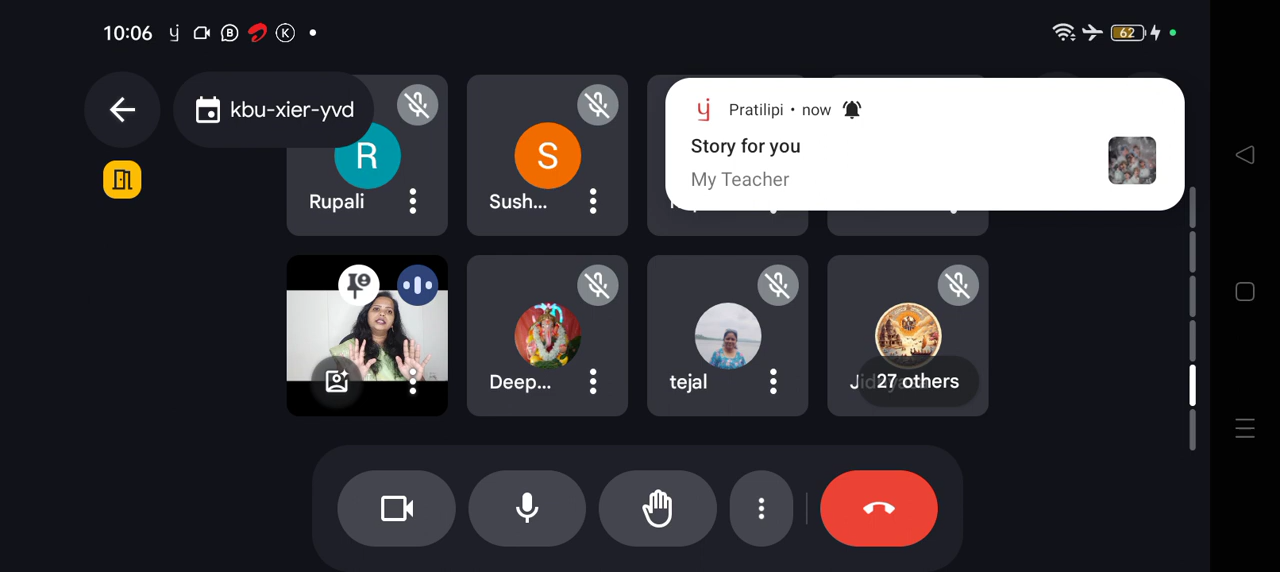 10:06
62
kbu-xier-yvd
Pratilipi • now
Story for you
My Teacher
R
Rupali
S
Sush...
Deep...
tejal
27 others